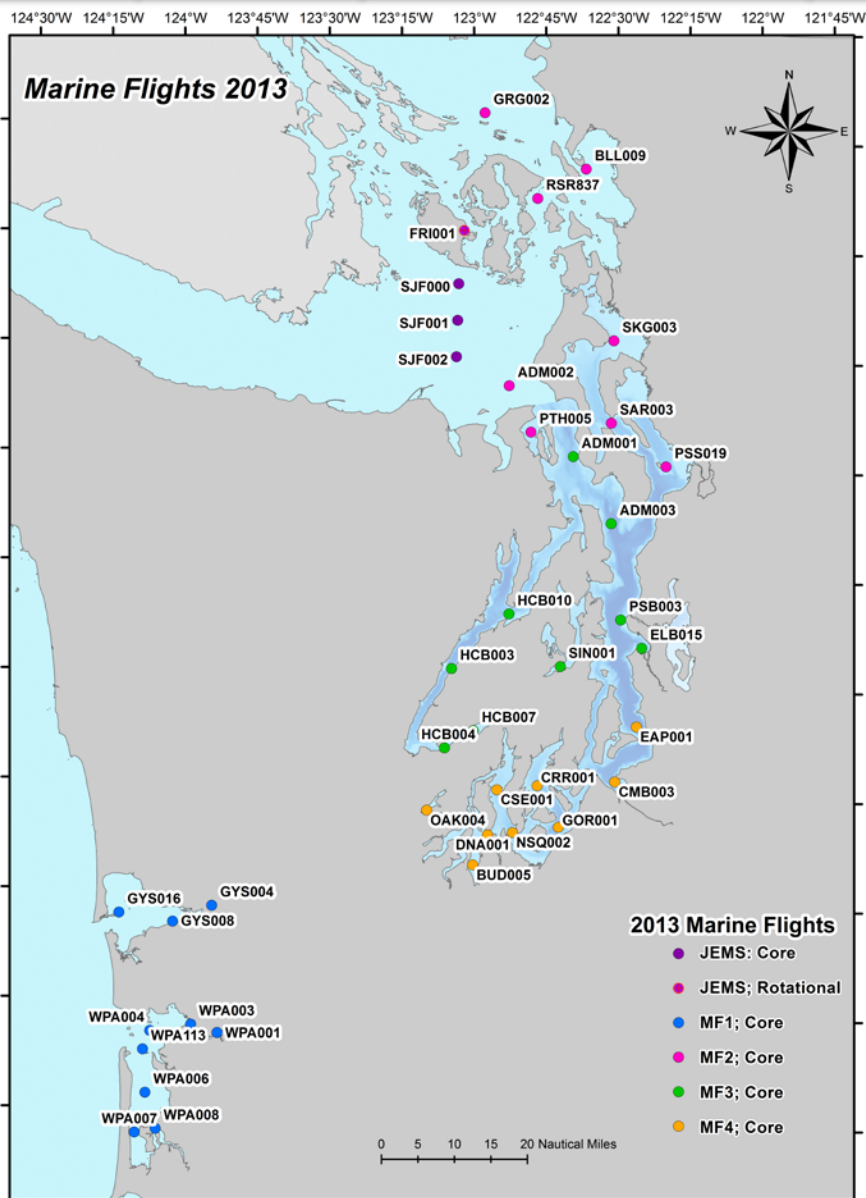 124°30'W 124°15'W 124°0'W 123°45'W 123°30'W 123°15'W 123°0'W 122°45'W 122°30'W 122°15'W 122°W 121°45'W
Marine Flights 2013
N
W E
S
GRG002
BLL009
RSR837
FRI001
SJF000
SJF001
SJF002
SKG003
ADM002
SAR003
PTH005
ADM001
PSS019
ADM003
HCB010
PSB003
ELB015
SIN001
HCB003
HCB007
HCB004
EAP001
CRR001
CSE001
CMB003
OAK004
GOR001
DNA001
NSQ002
BUD005
GYS004
GYS016
GYS008
WPA003
WPA004
WPA001
WPA113
WPA006
WPA007
WPA008
2013 Marine Flights
JEMS: Core
JEMS; Rotational
MF1; Core
MF2; Core
MF3; Core
MF4; Core
0 5 10 15 20 Nautical Miles